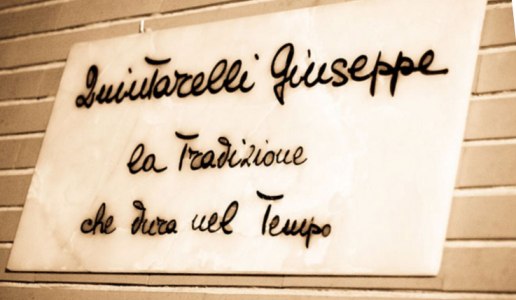 Quintarelli Giuseppe
la Tradizione
che dura nel Tempo